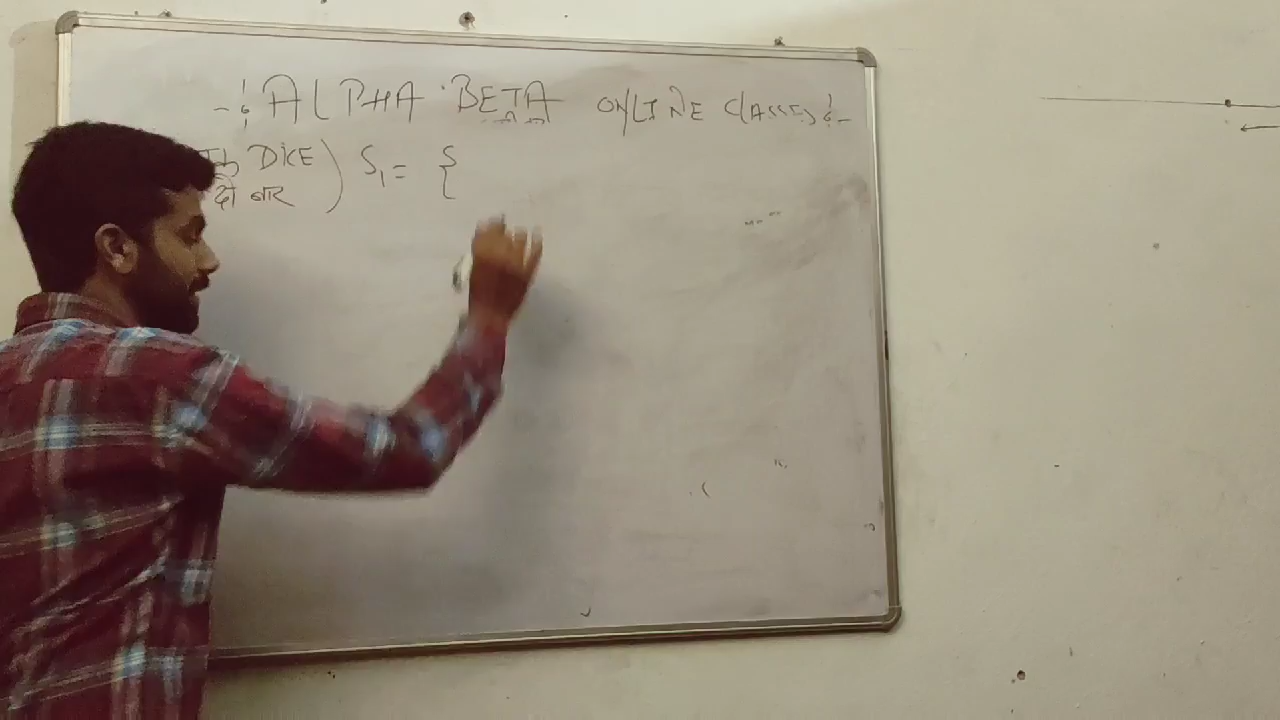 -: ALPHA BETA ONLINE CLASSES :-
DICE ) S₁ = {
दो बार